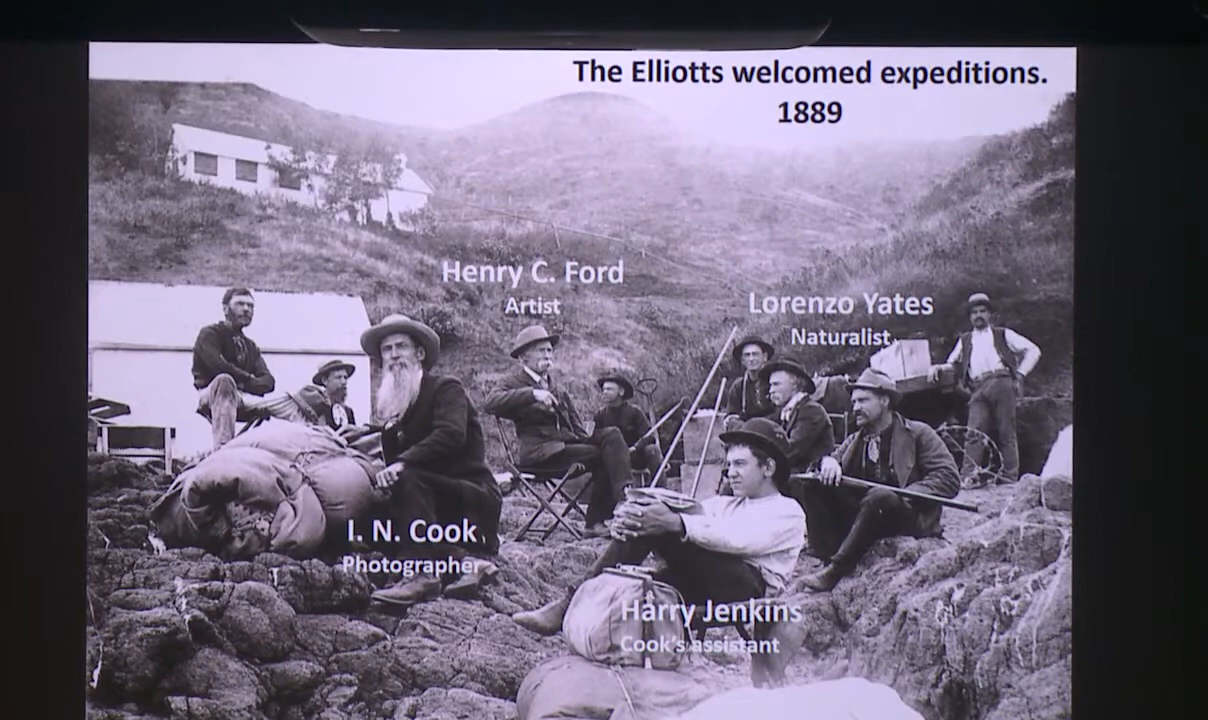 The Elliotts welcomed expeditions.
1889
Henry C. Ford
Artist
Lorenzo Yates
Naturalist
I. N. Cook
Photographer
Harry Jenkins
Cook's assistant